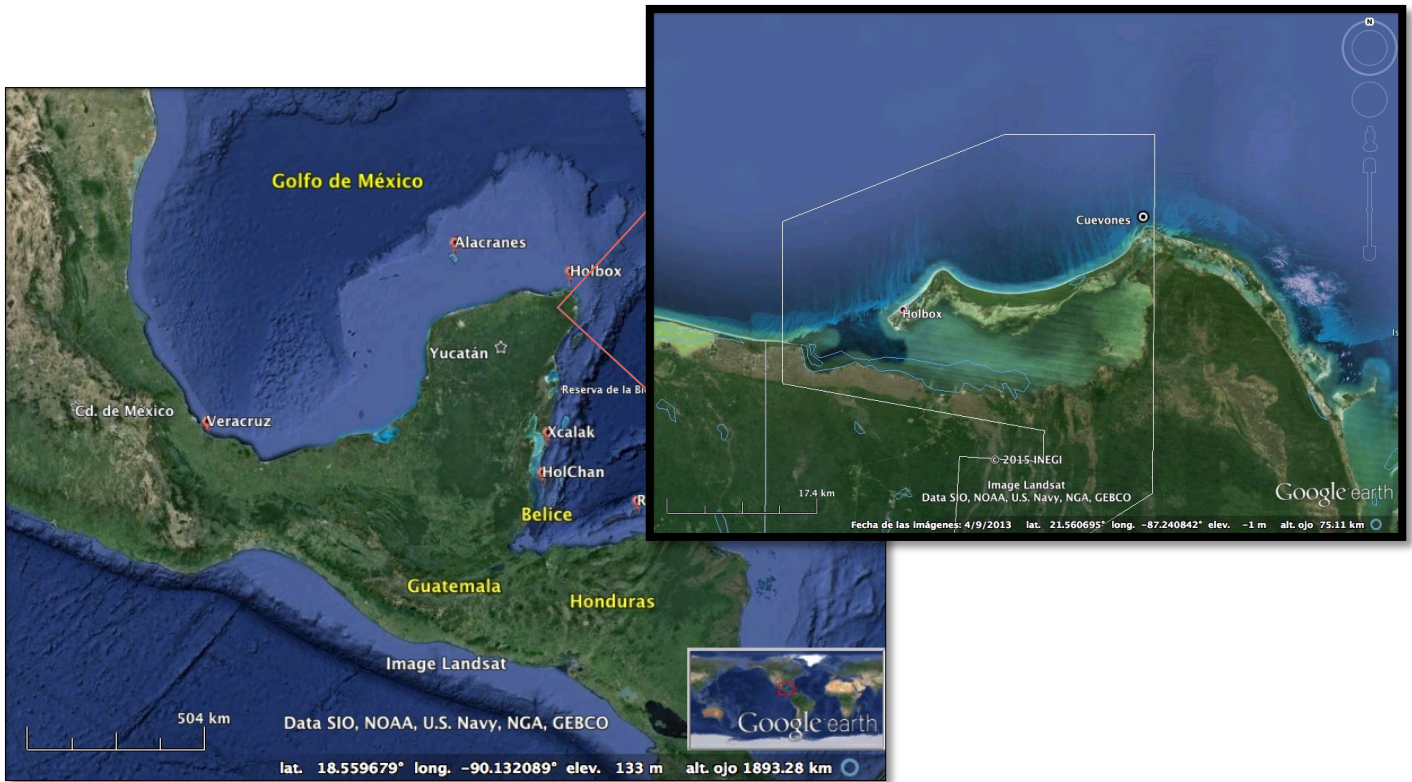 Golfo de México
Alacranes
Holbox
Yucatán
Reserva de la Bi
Cd. de México
Veracruz
Xcalak
HolChan
R
Belice
Guatemala
Honduras
Image Landsat
504 km
Data SIO, NOAA, U.S. Navy, NGA, GEBCO
Google earth
lat. 18.559679° long. -90.132089° elev. 133 m alt. ojo 1893.28 km
N
Cuevones
Holbox
Is
© 2015 INEGI
Image Landsat
17.4 km
Data SIO, NOAA, U.S. Navy, NGA, GEBCO
Google earth
Fecha de las imágenes: 4/9/2013 lat. 21.560695° long. -87.240842° elev. -1 m alt. ojo 75.11 km